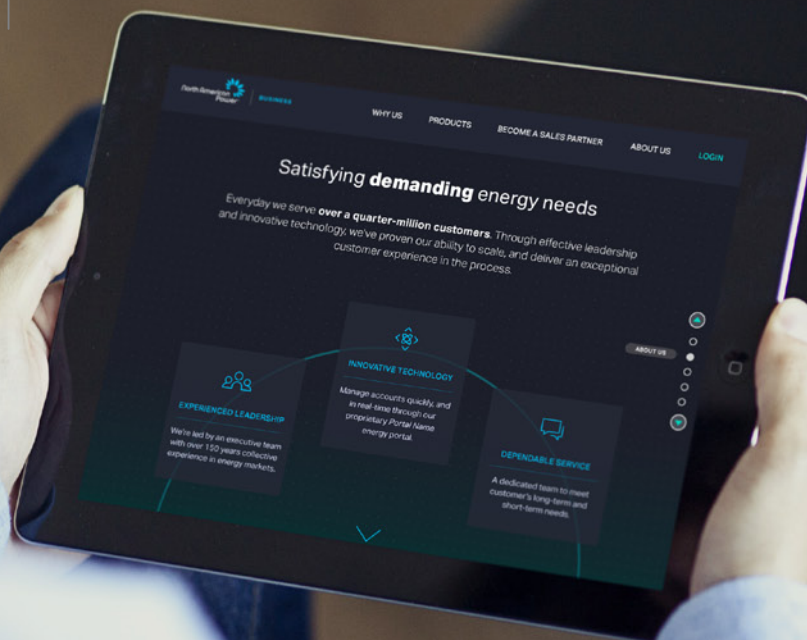 North American
Power
BUSINESS
WHY US
PRODUCTS
BECOME A SALES PARTNER
ABOUT US
LOGIN
Satisfying demanding energy needs
Everyday we serve over a quarter-million customers. Through effective leadership
and innovative technology, we've proven our ability to scale, and deliver an exceptional
customer experience in the process.
ABOUT US
EXPERIENCED LEADERSHIP
We're led by an executive team
with over 150 years collective
experience in energy markets.
INNOVATIVE TECHNOLOGY
Manage accounts quickly, and
in real-time through our
proprietary Portal Name
energy portal.
DEPENDABLE SERVICE
A dedicated team to meet
customer's long-term and
short-term needs.